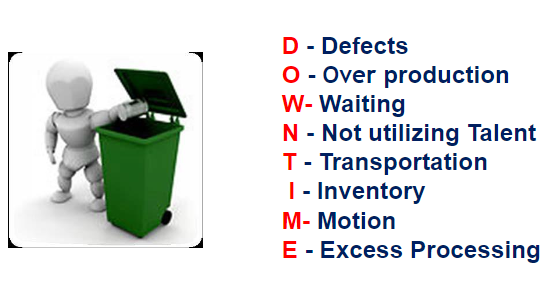 D - Defects
O - Over production
W- Waiting
N - Not utilizing Talent
T - Transportation
I - Inventory
M- Motion
E - Excess Processing